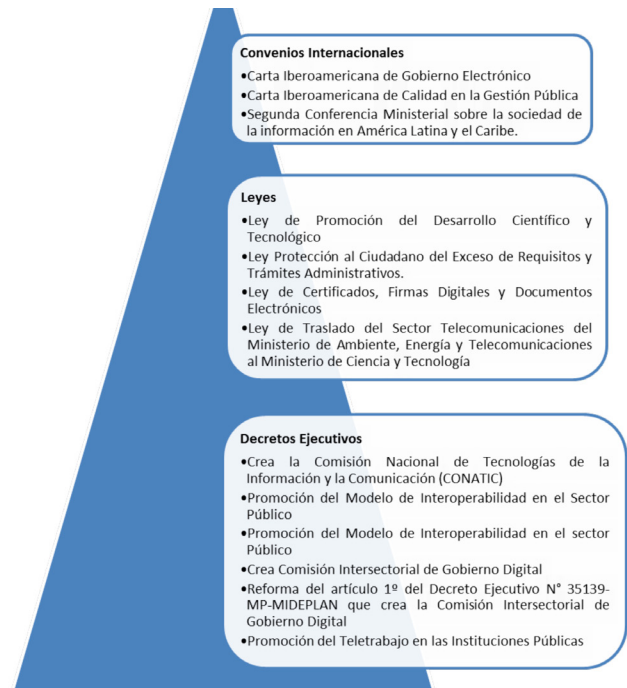 Convenios Internacionales
•Carta Iberoamericana de Gobierno Electrónico
•Carta Iberoamericana de Calidad en la Gestión Pública
•Segunda Conferencia Ministerial sobre la sociedad de
la información en América Latina y el Caribe.
Leyes
•Ley de Promoción del Desarrollo Científico y
Tecnológico
•Ley Protección al Ciudadano del Exceso de Requisitos y
Trámites Administrativos.
•Ley de Certificados, Firmas Digitales y Documentos
Electrónicos
•Ley de Traslado del Sector Telecomunicaciones del
Ministerio de Ambiente, Energía y Telecomunicaciones
al Ministerio de Ciencia y Tecnología
Decretos Ejecutivos
•Crea la Comisión Nacional de Tecnologías de la
Información y la Comunicación (CONATIC)
•Promoción del Modelo de Interoperabilidad en el Sector
Público
•Promoción del Modelo de Interoperabilidad en el sector
Público
•Crea Comisión Intersectorial de Gobierno Digital
•Reforma del artículo 1º del Decreto Ejecutivo N° 35139-
MP-MIDEPLAN que crea la Comisión Intersectorial de
Gobierno Digital
•Promoción del Teletrabajo en las Instituciones Públicas